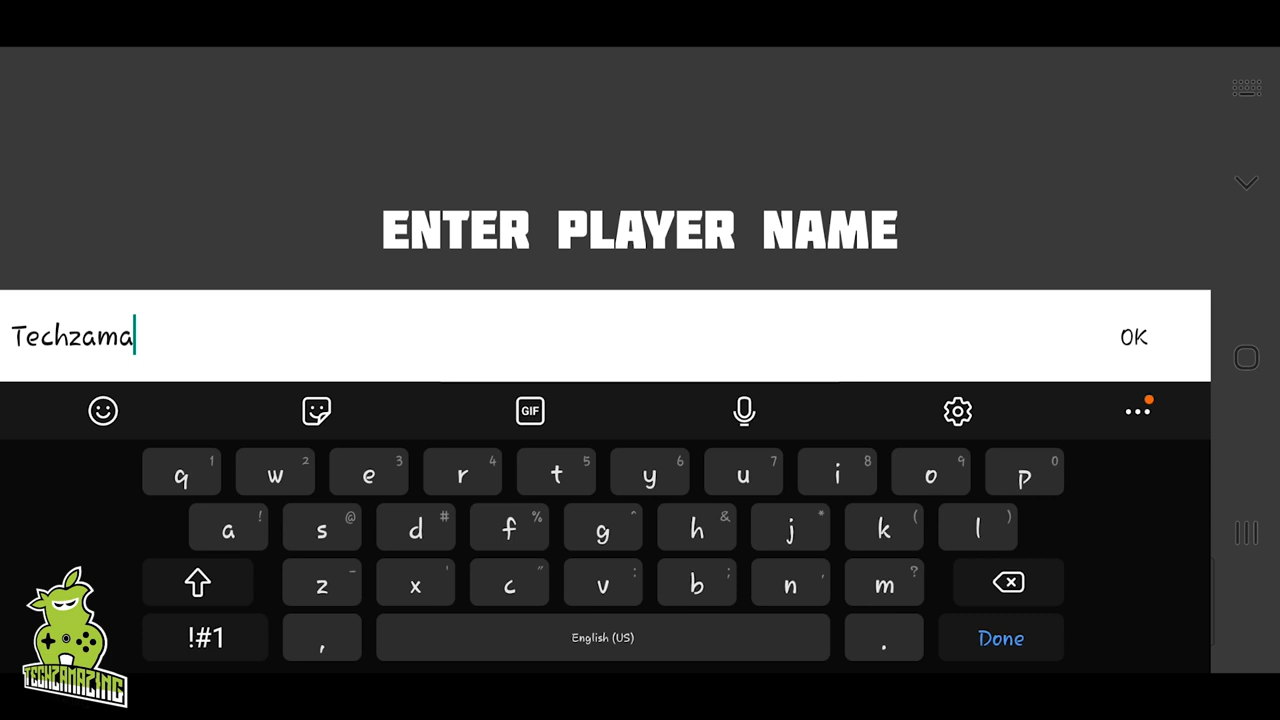 ENTER PLAYER NAME
Techzama
OK
GIF
q 1 w 2 e 3 r 4 t 5 y 6 u 7 i 8 o 9 p 0
a ! s @ d # f % g ^ h & j * k ( l )
z - x ' c " v : b ; n , m ?
!#1 , English (US) . Done
TECHZAMAZING